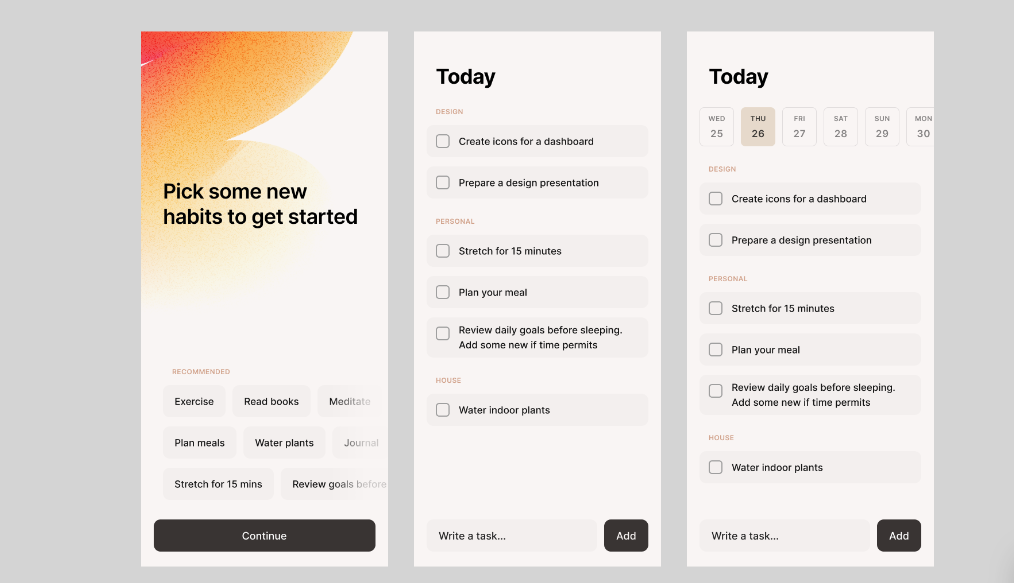 Pick some new
habits to get started
RECOMMENDED
Exercise
Read books
Meditate
Plan meals
Water plants
Journal
Stretch for 15 mins
Review goals before
Continue
Today
DESIGN
Create icons for a dashboard
Prepare a design presentation
PERSONAL
Stretch for 15 minutes
Plan your meal
Review daily goals before sleeping.
Add some new if time permits
HOUSE
Water indoor plants
Write a task...
Add
Today
WED THU FRI SAT SUN MON
25 26 27 28 29 30
DESIGN
Create icons for a dashboard
Prepare a design presentation
PERSONAL
Stretch for 15 minutes
Plan your meal
Review daily goals before sleeping.
Add some new if time permits
HOUSE
Water indoor plants
Write a task...
Add